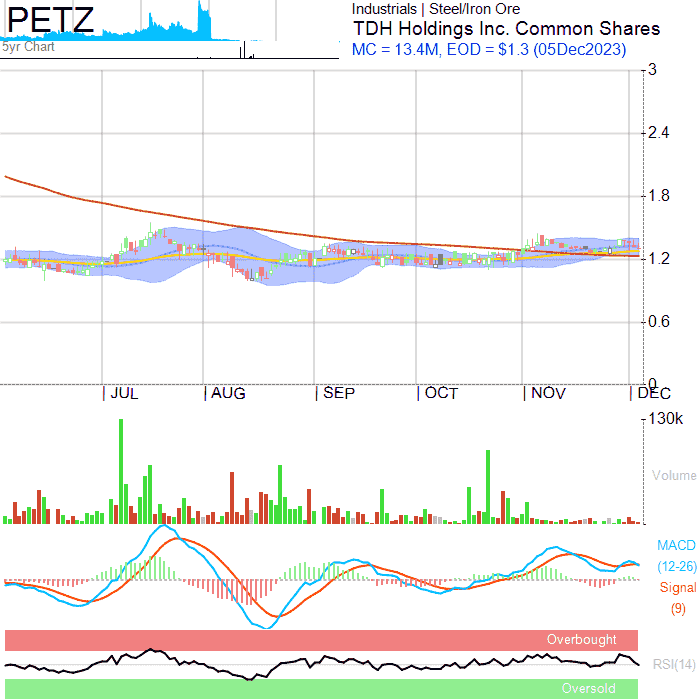 PETZ
5yr Chart
Industrials | Steel/Iron Ore
TDH Holdings Inc. Common Shares
MC = 13.4M, EOD = $1.3 (05Dec2023)
3
2.4
1.8
1.2
0.6
0
JUL
AUG
SEP
OCT
NOV
DEC
130k
Volume
MACD
(12-26)
Signal
(9)
Overbought
RSI(14)
Oversold